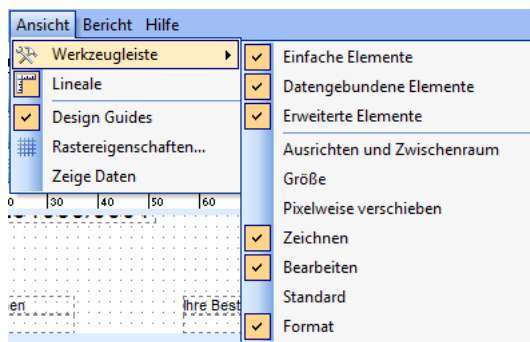 Ansicht Bericht Hilfe
Werkzeugleiste
Lineale
Design Guides
Rastereigenschaften...
Zeige Daten
Einfache Elemente
Datengebundene Elemente
Erweiterte Elemente
Ausrichten und Zwischenraum
Größe
Pixelweise verschieben
Zeichnen
Bearbeiten
Standard
Format
30 40 50 60
en Ihre Best